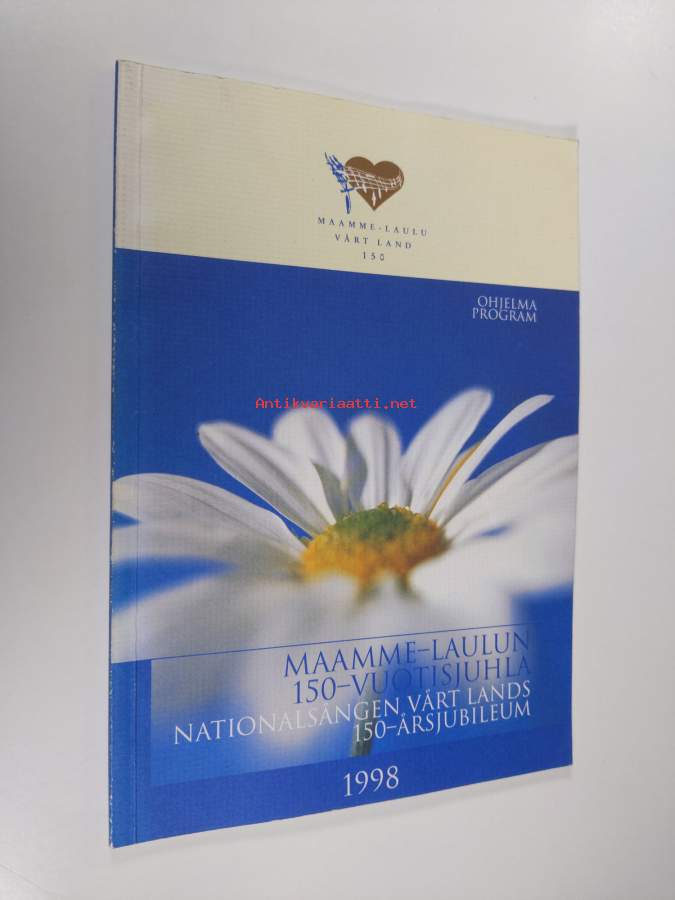 MAAMME-LAULU
VÅRT LAND
150
OHJELMA
PROGRAM
Antikvariaatti.net
MAAMME-LAULUN
150-VUOTISJUHLA
NATIONALSÅNGEN VÅRT LANDS
150-ÅRSJUBILEUM
1998